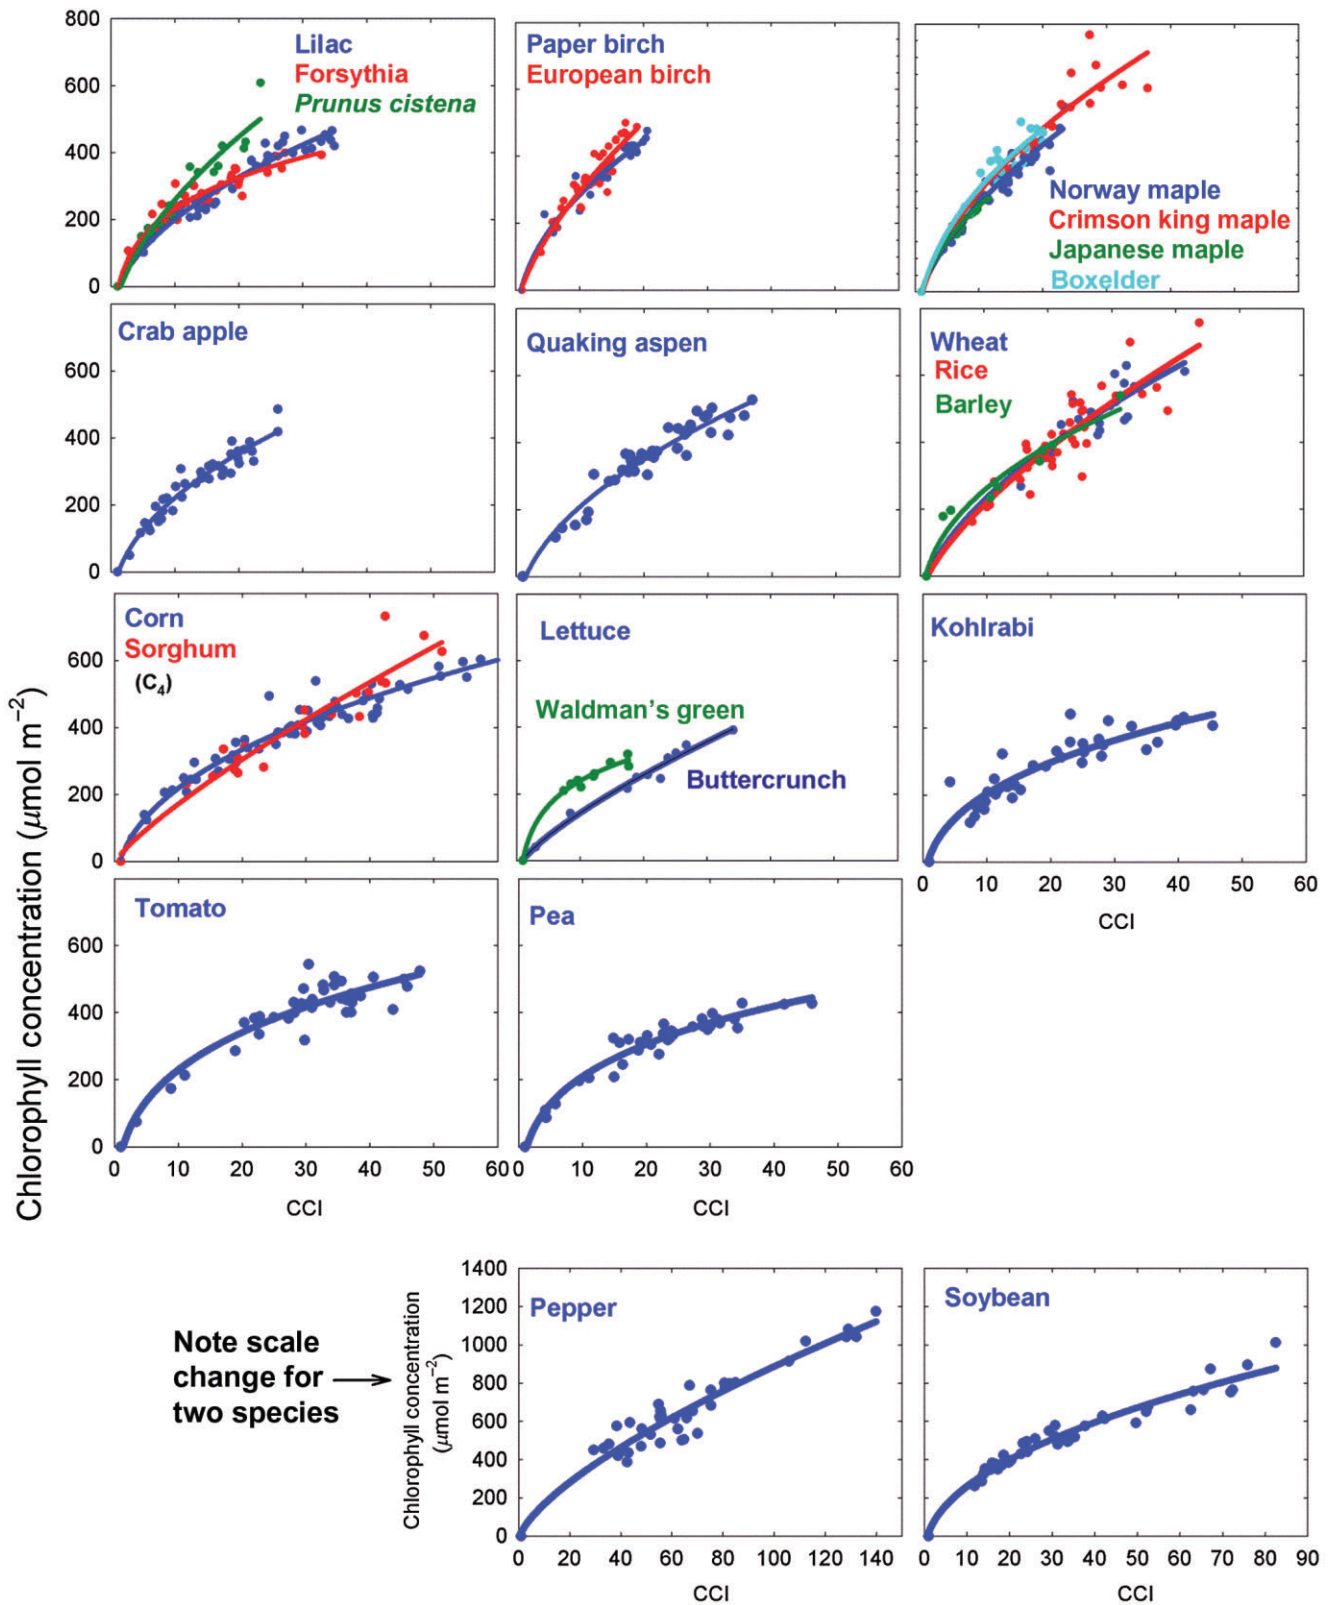 Chlorophyll concentration (μmol m−2)
800
600
400
200
0
Lilac
Forsythia
Prunus cistena
Paper birch
European birch
Norway maple
Crimson king maple
Japanese maple
Boxelder
600
400
200
0
Crab apple
Quaking aspen
Wheat
Rice
Barley
600
400
200
0
Corn
Sorghum
(C4)
Lettuce
Waldman's green
Buttercrunch
Kohlrabi
0 10 20 30 40 50 60
CCI
600
400
200
0
Tomato
0 10 20 30 40 50 60
CCI
Pea
0 10 20 30 40 50 60
CCI
Note scale
change for
two species
Chlorophyll concentration
(μmol m−2)
1400
1200
1000
800
600
400
200
0
Pepper
0 20 40 60 80 100 120 140
CCI
Soybean
0 10 20 30 40 50 60 70 80 90
CCI